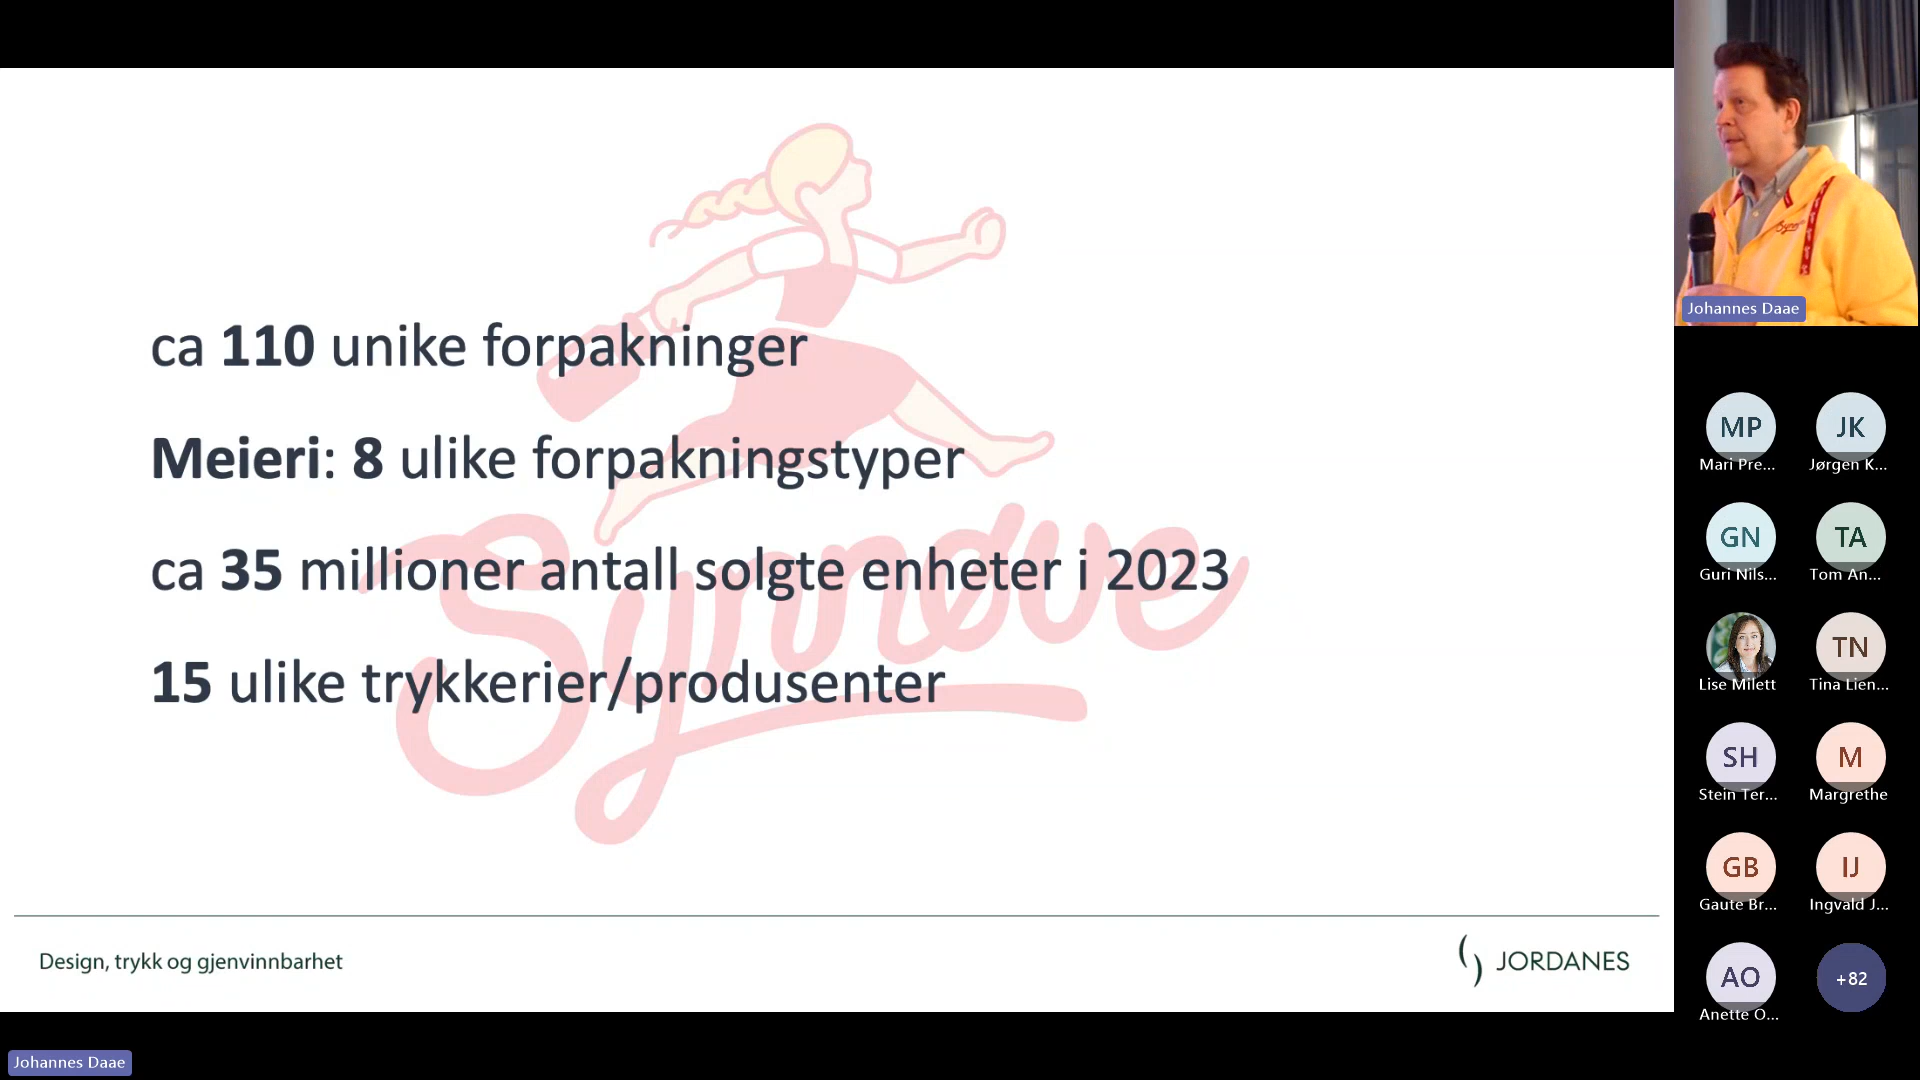 ca 110 unike forpakninger
Meieri: 8 ulike forpakningstyper
ca 35 millioner antall solgte enheter i 2023
15 ulike trykkerier/produsenter
Synnøve
Design, trykk og gjenvinnbarhet
JORDANES
Johannes Daae
Johannes Daae
MP JK
Mari Pre... Jørgen K...
GN TA
Guri Nils... Tom An...
TN
Lise Milett Tina Lien...
SH M
Stein Ter... Margrethe
GB IJ
Gaute Br... Ingvald J...
AO +82
Anette O...